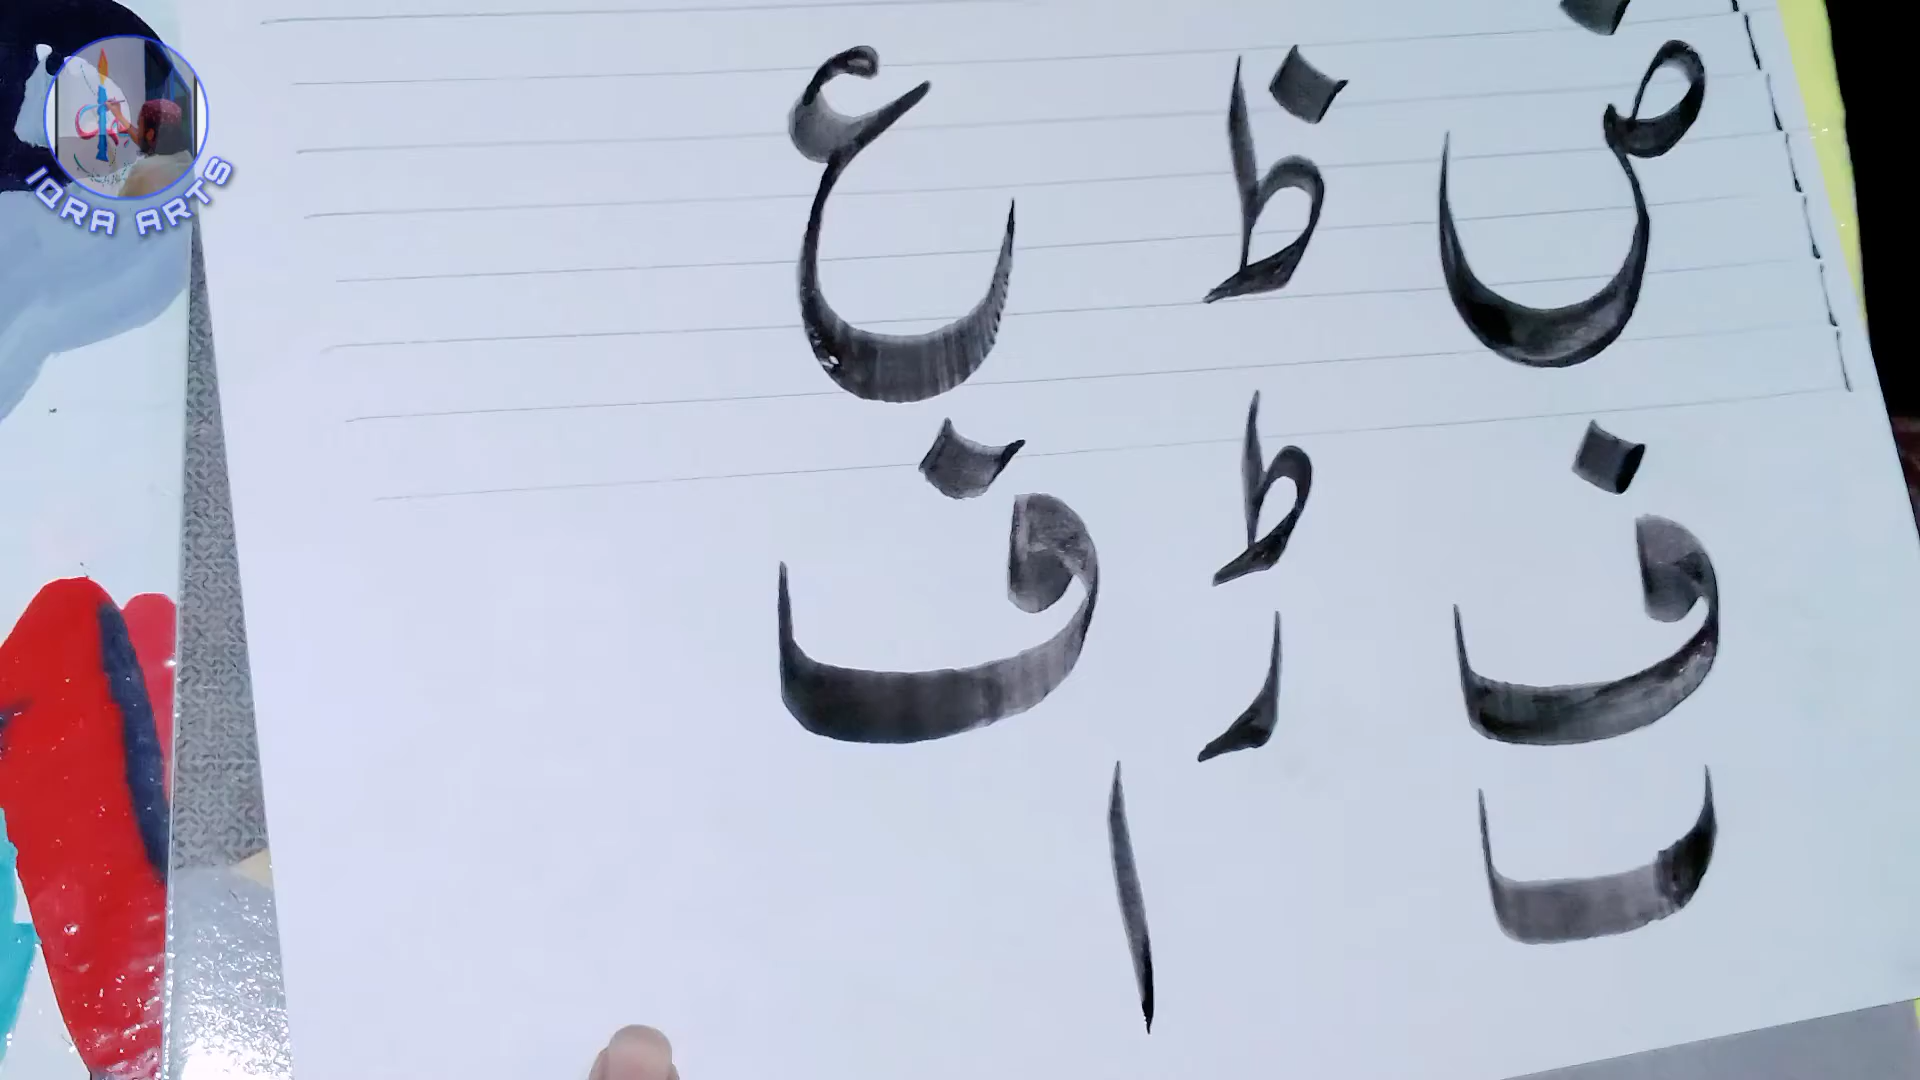 ض ظ ع
ف ط ف
ر
ا ب
IQRA ARTS